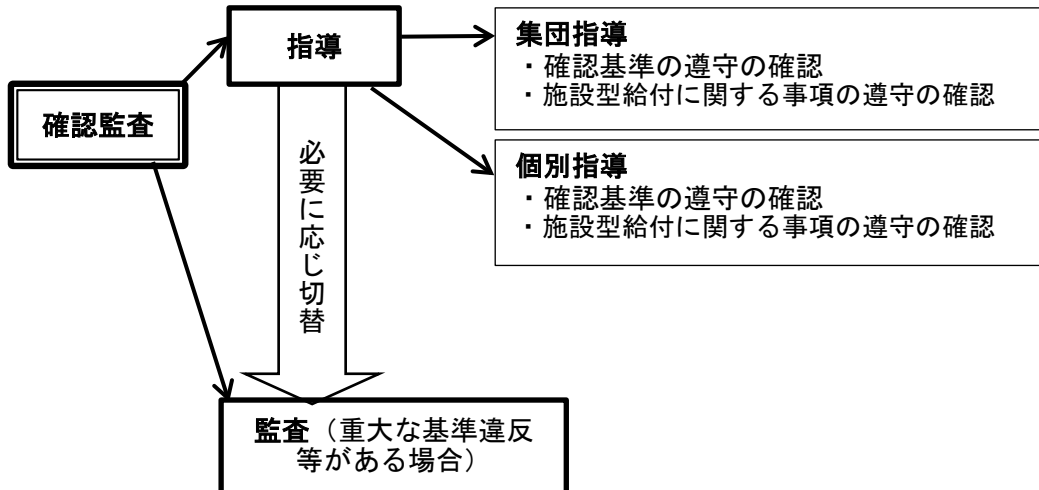 指導
集団指導
・確認基準の遵守の確認
・施設型給付に関する事項の遵守の確認
確認監査
必要に応じ切替
個別指導
・確認基準の遵守の確認
・施設型給付に関する事項の遵守の確認
監査（重大な基準違反
等がある場合）